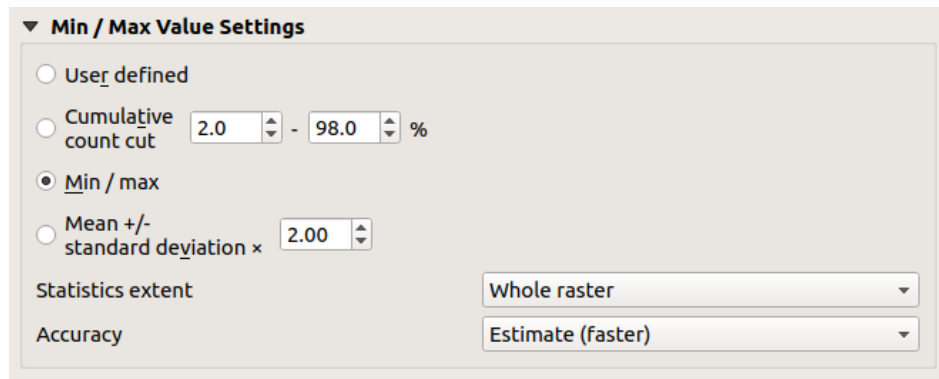 Min / Max Value Settings
User defined
Cumulative
count cut 2.0 - 98.0 %
Min / max
Mean +/-
standard deviation × 2.00
Statistics extent Whole raster
Accuracy Estimate (faster)